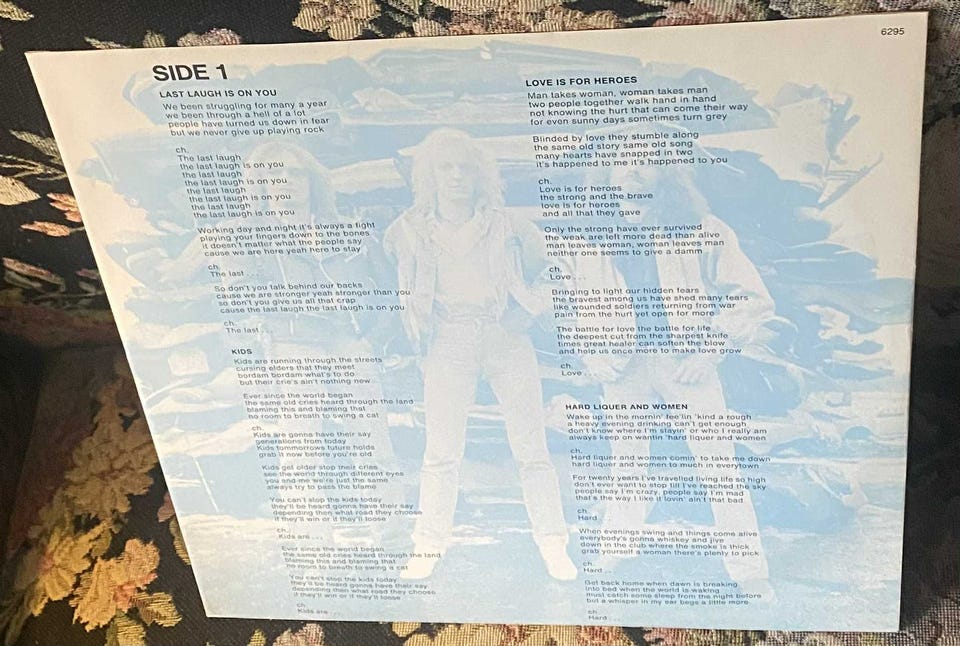 6295
SIDE 1
LAST LAUGH IS ON YOU
We been struggling for many a year
we been through a hell of a lot
people have turned us down in fear
but we never give up playing rock
ch.
The last laugh
the last laugh is on you
the last laugh
the last laugh is on you
the last laugh
the last laugh is on you
the last laugh
the last laugh is on you
Working day and night it's always a fight
playing your fingers down to the bones
it doesn't matter what the people say
cause we are here yeah here to stay
ch.
The last . . .
So don't you talk behind our backs
cause we are stronger yeah stronger than you
so don't you give us all that crap
cause the last laugh the last laugh is on you
ch.
The last . . .
KIDS
Kids are running through the streets
cursing elders that they meet
bordam bordam what's to do
but their crie's ain't nothing new
Ever since the world began
the same old cries heard through the land
blaming this and blaming that
no room to breath to swing a cat
ch.
Kids are gonna have their say
generations from today
Kids tommorrows future holds
grab it now before you're old
Kids get older stop their cries
see the world through different eyes
you and me we're just the same
always try to pass the blame
You can't stop the kids today
they'll be heard gonna have their say
depending then what road they choose
if they'll win or if they'll loose
ch.
Kids are . . .
Ever since the world began
the same old cries heard through the land
blaming this and blaming that
no room to breath to swing a cat
You can't stop the kids today
they'll be heard gonna have their say
depending then what road they choose
if they'll win or if they'll loose
ch.
Kids are . . .
LOVE IS FOR HEROES
Man takes woman, woman takes man
two people together walk hand in hand
not knowing the hurt that can come their way
for even sunny days sometimes turn grey
Blinded by love they stumble along
the same old story same old song
many hearts have snapped in two
it's happened to me it's happened to you
ch.
Love is for heroes
the strong and the brave
love is for heroes
and all that they gave
Only the strong have ever survived
the weak are left more dead than alive
man leaves woman, woman leaves man
neither one seems to give a damm
ch.
Love . . .
Bringing to light our hidden fears
the bravest among us have shed many tears
like wounded soldiers returning from war
pain from the hurt yet open for more
The battle for love the battle for life
the deepest cut from the sharpest knife
times great healer can soften the blow
and help us once more to make love grow
ch.
Love . . .
HARD LIQUER AND WOMEN
Wake up in the mornin' fee'lin 'kind a rough
a heavy evening drinking can't get enough
don't know where I'm stayin' or who I really am
always keep on wantin 'hard liquer and women
ch.
Hard liquer and women comin' to take me down
hard liquer and women to much in everytown
For twenty years I've travelled living life so high
don't ever want to stop till I've reached the sky
people say I'm crazy, people say I'm mad
that's the way I like it lovin' ain't that bad
ch.
Hard . . .
When evenings swing and things come alive
everybody's gonna whiskey and jive
down in the club where the smoke is thick
grab yourself a woman there's plenty to pick
ch.
Hard . . .
Get back home when dawn is breaking
into bed when the world is waking
must catch some sleep from the night before
but a whisper in my ear begs a little more
ch.
Hard . . .